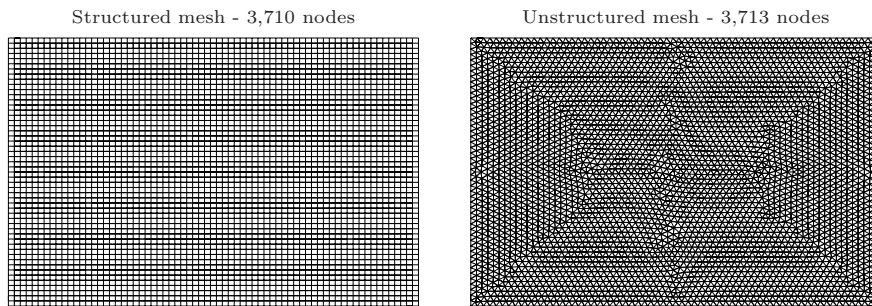 Structured mesh - 3,710 nodes
Unstructured mesh - 3,713 nodes